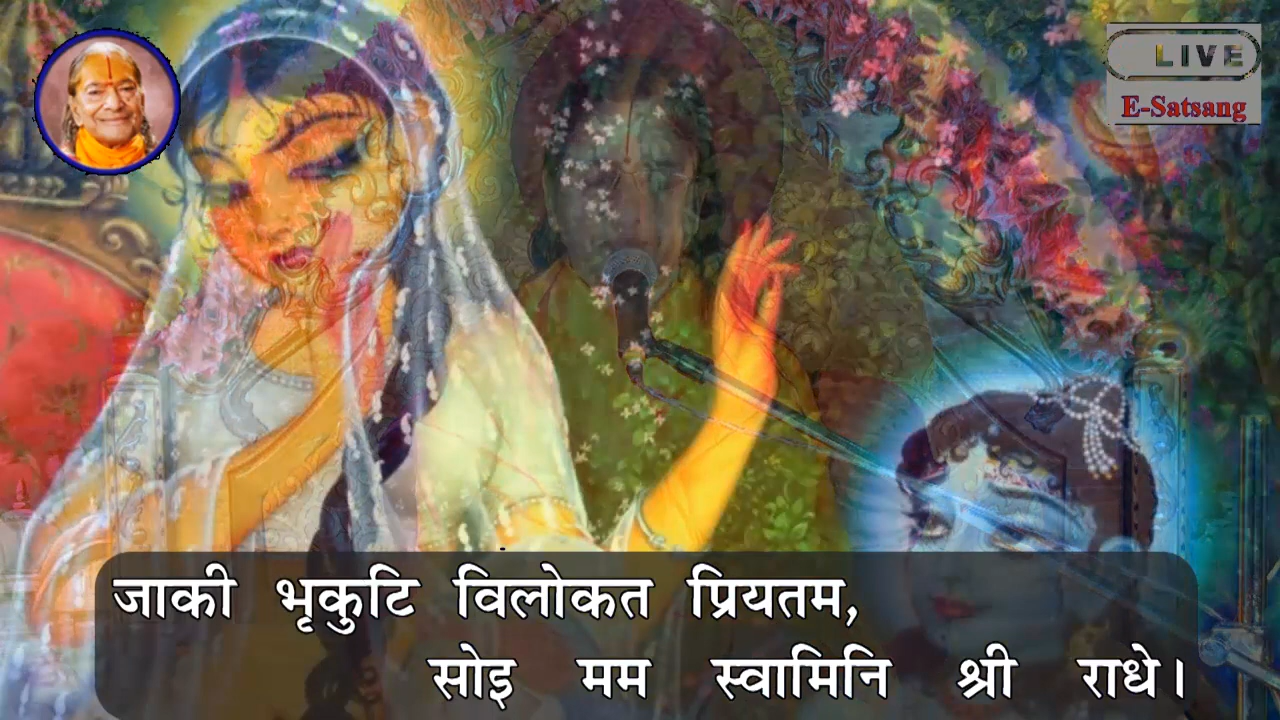 LIVE
E-Satsang
जाकी भृकुटि विलोकत प्रियतम,
सोइ मम स्वामिनि श्री राधे।